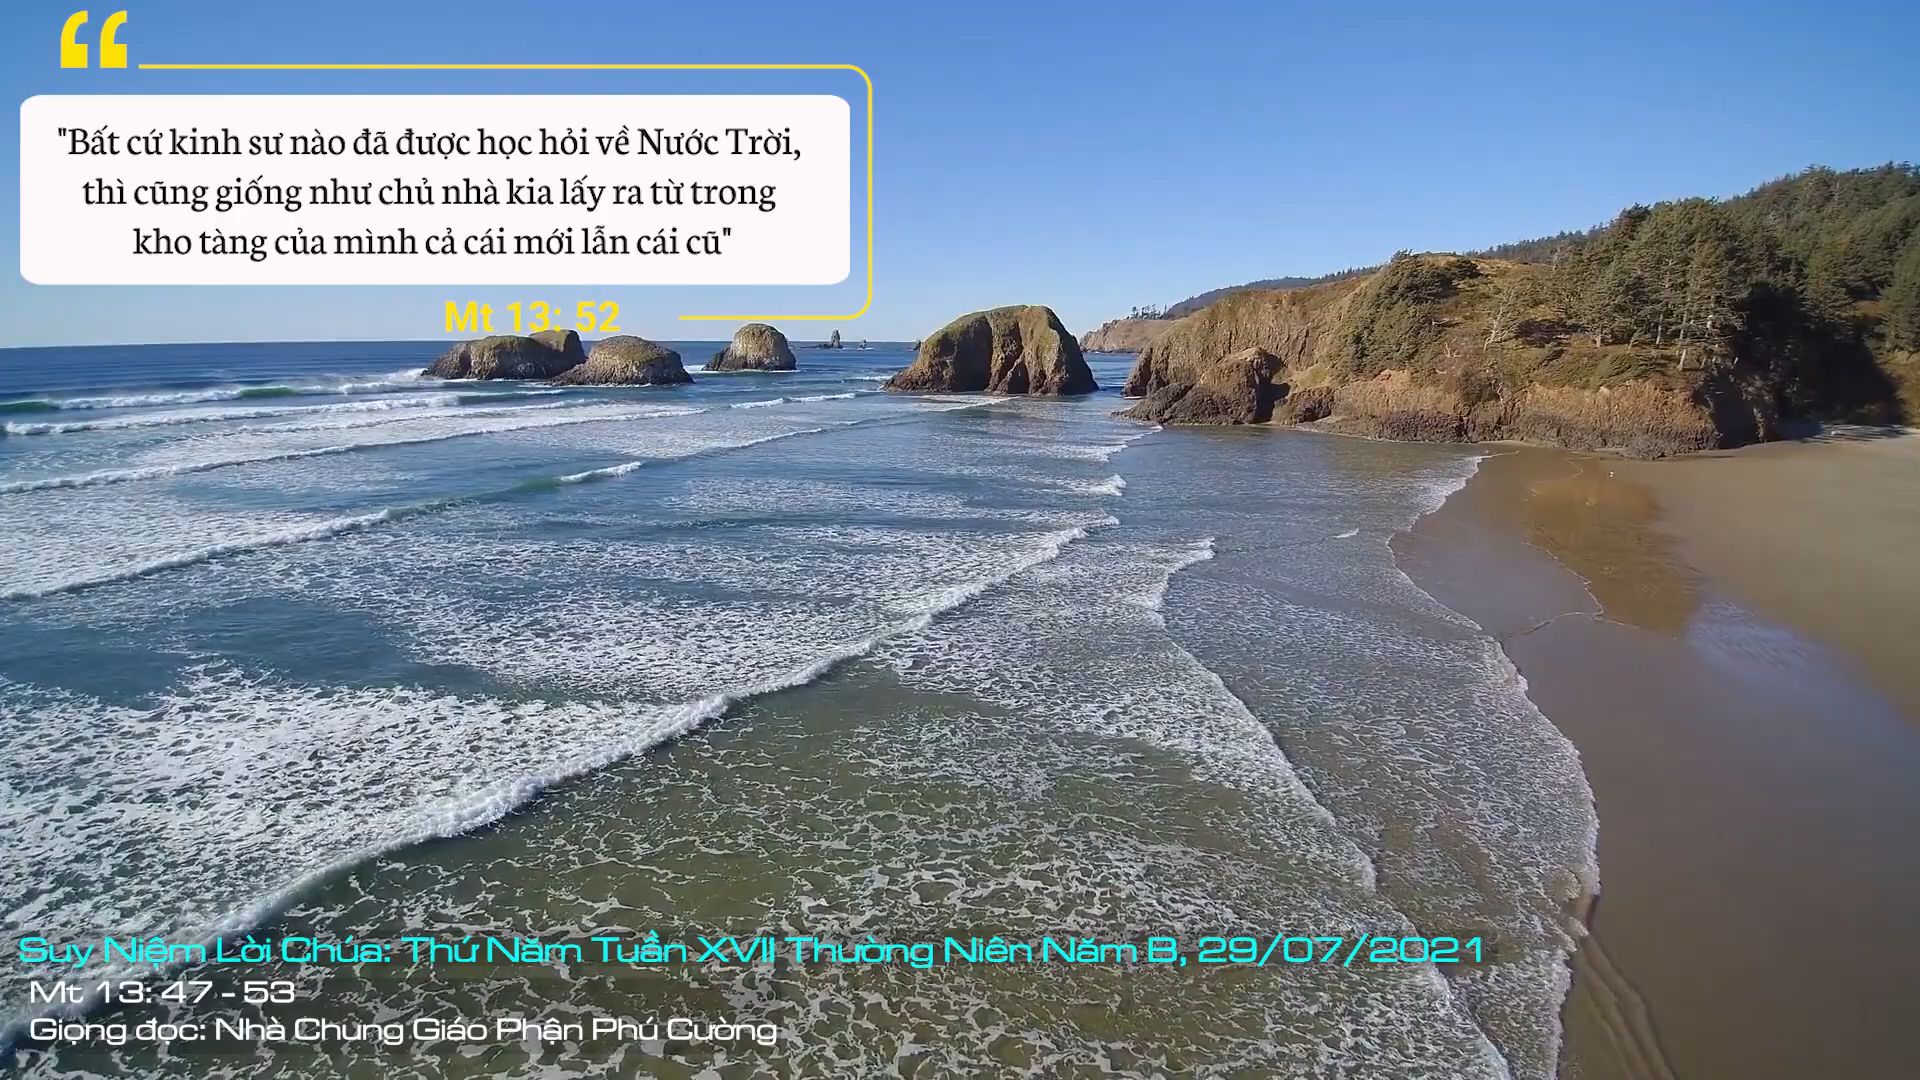 "Bất cứ kinh sư nào đã được học hỏi về Nước Trời,
thì cũng giống như chủ nhà kia lấy ra từ trong
kho tàng của mình cả cái mới lẫn cái cũ"
Mt 13: 52
Suy Niệm Lời Chúa: Thứ Năm Tuần XVII Thường Niên Năm B, 29/07/2021
Mt 13: 47 - 53
Giọng đọc: Nhà Chung Giáo Phận Phú Cường